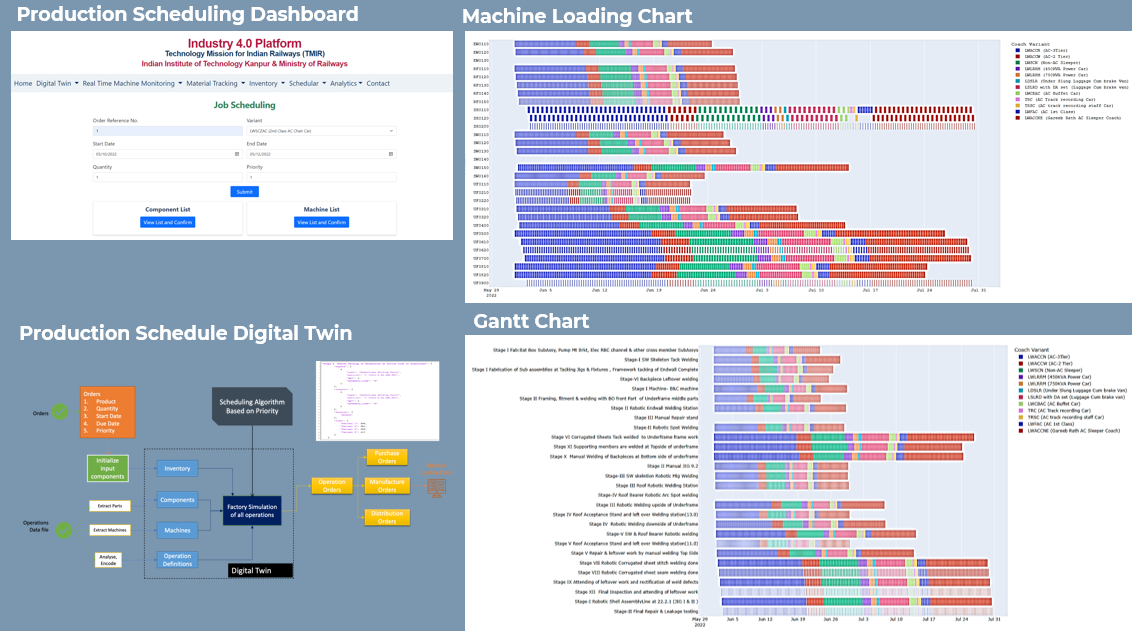 Production Scheduling Dashboard
Industry 4.0 Platform
Technology Mission for Indian Railways (TMIR)
Indian Institute of Technology Kanpur & Ministry of Railways
Home Digital Twin Real Time Machine Monitoring Material Tracking Inventory Schedular Analytics Contact
Job Scheduling
Order Reference No. Variant
1 LWSCZAC (2nd Class AC Chair Car)
Start Date End Date
05/10/2022 05/12/2022
Quantity Priority
1 1
Submit
Component List Machine List
View List and Confirm View List and Confirm
Machine Loading Chart
Coach Variant
LWACCN (AC-3Tier)
LWACCW (AC-2 Tier)
LWSCN (Non-AC Sleeper)
LWLRRM (450KVA Power Car)
LWLRRM (750KVA Power Car)
LDSLR (Under Slung Luggage Cum brake Van)
LSLRD with DA set (Luggage Cum brake van)
LWCBAC (AC Buffet Car)
TRC (AC Track recording Car)
TRSC (AC track recording staff Car)
LWFAC (AC 1st Class)
LWACCNE (Gareeb Rath AC Sleeper Coach)
May 29 Jun 5 Jun 12 Jun 19 Jun 26 Jul 3 Jul 10 Jul 17 Jul 24 Jul 31
2022
Production Schedule Digital Twin
Orders
Orders
1. Product
2. Quantity
3. Start Date
4. Due Date
5. Priority
Scheduling Algorithm
Based on Priority
Initialize
input
components
Extract Parts
Operations
Data file
Extract Machines
Analyse,
Encode
Inventory
Components
Machines
Operation
Definitions
Factory Simulation
of all operations
Digital Twin
Operation
Orders
Purchase
Orders
Manufacture
Orders
Distribution
Orders
Gantt Chart
Stage I Fab:Bat Box SubAssy, Pump Mt Brkt, Elec RBC channel & other cross member SubAssys
Stage-I SW Skeleton Tack Welding
Stage I Fabrication of Sub assemblies at Tacking Jigs & Fixtures , Framework tacking of Endwall Complete
Stage-VI Backplece Leftover welding
Stage I Machine- B&C machine
Stage II Framing, fitment & welding with BO front Part of Underframe middle parts
Stage II Robotic Endwall Welding Station
Stage III Manual Repair stand
Stage-II Robotic Spot Welding
Stage VI Corrugated Sheets Tack welded to Underframe frame work
Stage XI Supporting members are welded at Topside of underframe
Stage X Manual Welding of Backpieces at Bottom side of underframe
Stage II Manual JIG 9.2
Stage-III SW skeletion Robotic Mig Welding
Stage III Roof Robotic Welding Station
Stage-IV Roof Bearer Robotic Arc Spot welding
Stage III Robotic Welding upside of Underframe
Stage IV Roof Acceptance Stand and left over Welding station(13.0)
Stage IV Robotic Welding downside of Underframe
Stage V SW & Roof Bearer Robotic welding
Stage V Roof Acceptance Stand and left over Welding station(11.0)
Stage V Repair & leftover work by manual welding Top Side
Stage VII Robotic Corrugated sheet stitch welding done
Stage VIII Robotic Corrugated sheet seam welding done
Stage IX Attending of leftover work and rectification of weld defects
Stage XII Final Inspection and attending of leftover work
Stage I Robotic Shell AssemblyLine at 22.2.1 (JIG I & II )
Stage-II Final Repair & Leakage testing
May 29 Jun 5 Jun 12 Jun 19 Jun 26 Jul 3 Jul 10 Jul 17 Jul 24 Jul 31
2022
Coach Variant
LWACCN (AC-3Tier)
LWACCW (AC-2 Tier)
LWSCN (Non-AC Sleeper)
LWLRRM (450KVA Power Car)
LWLRRM (750KVA Power Car)
LDSLR (Under Slung Luggage Cum brake Van)
LSLRD with DA set (Luggage Cum brake van)
LWCBAC (AC Buffet Car)
TRC (AC Track recording Car)
TRSC (AC track recording staff Car)
LWFAC (AC 1st Class)
LWACCNE (Gareeb Rath AC Sleeper Coach)